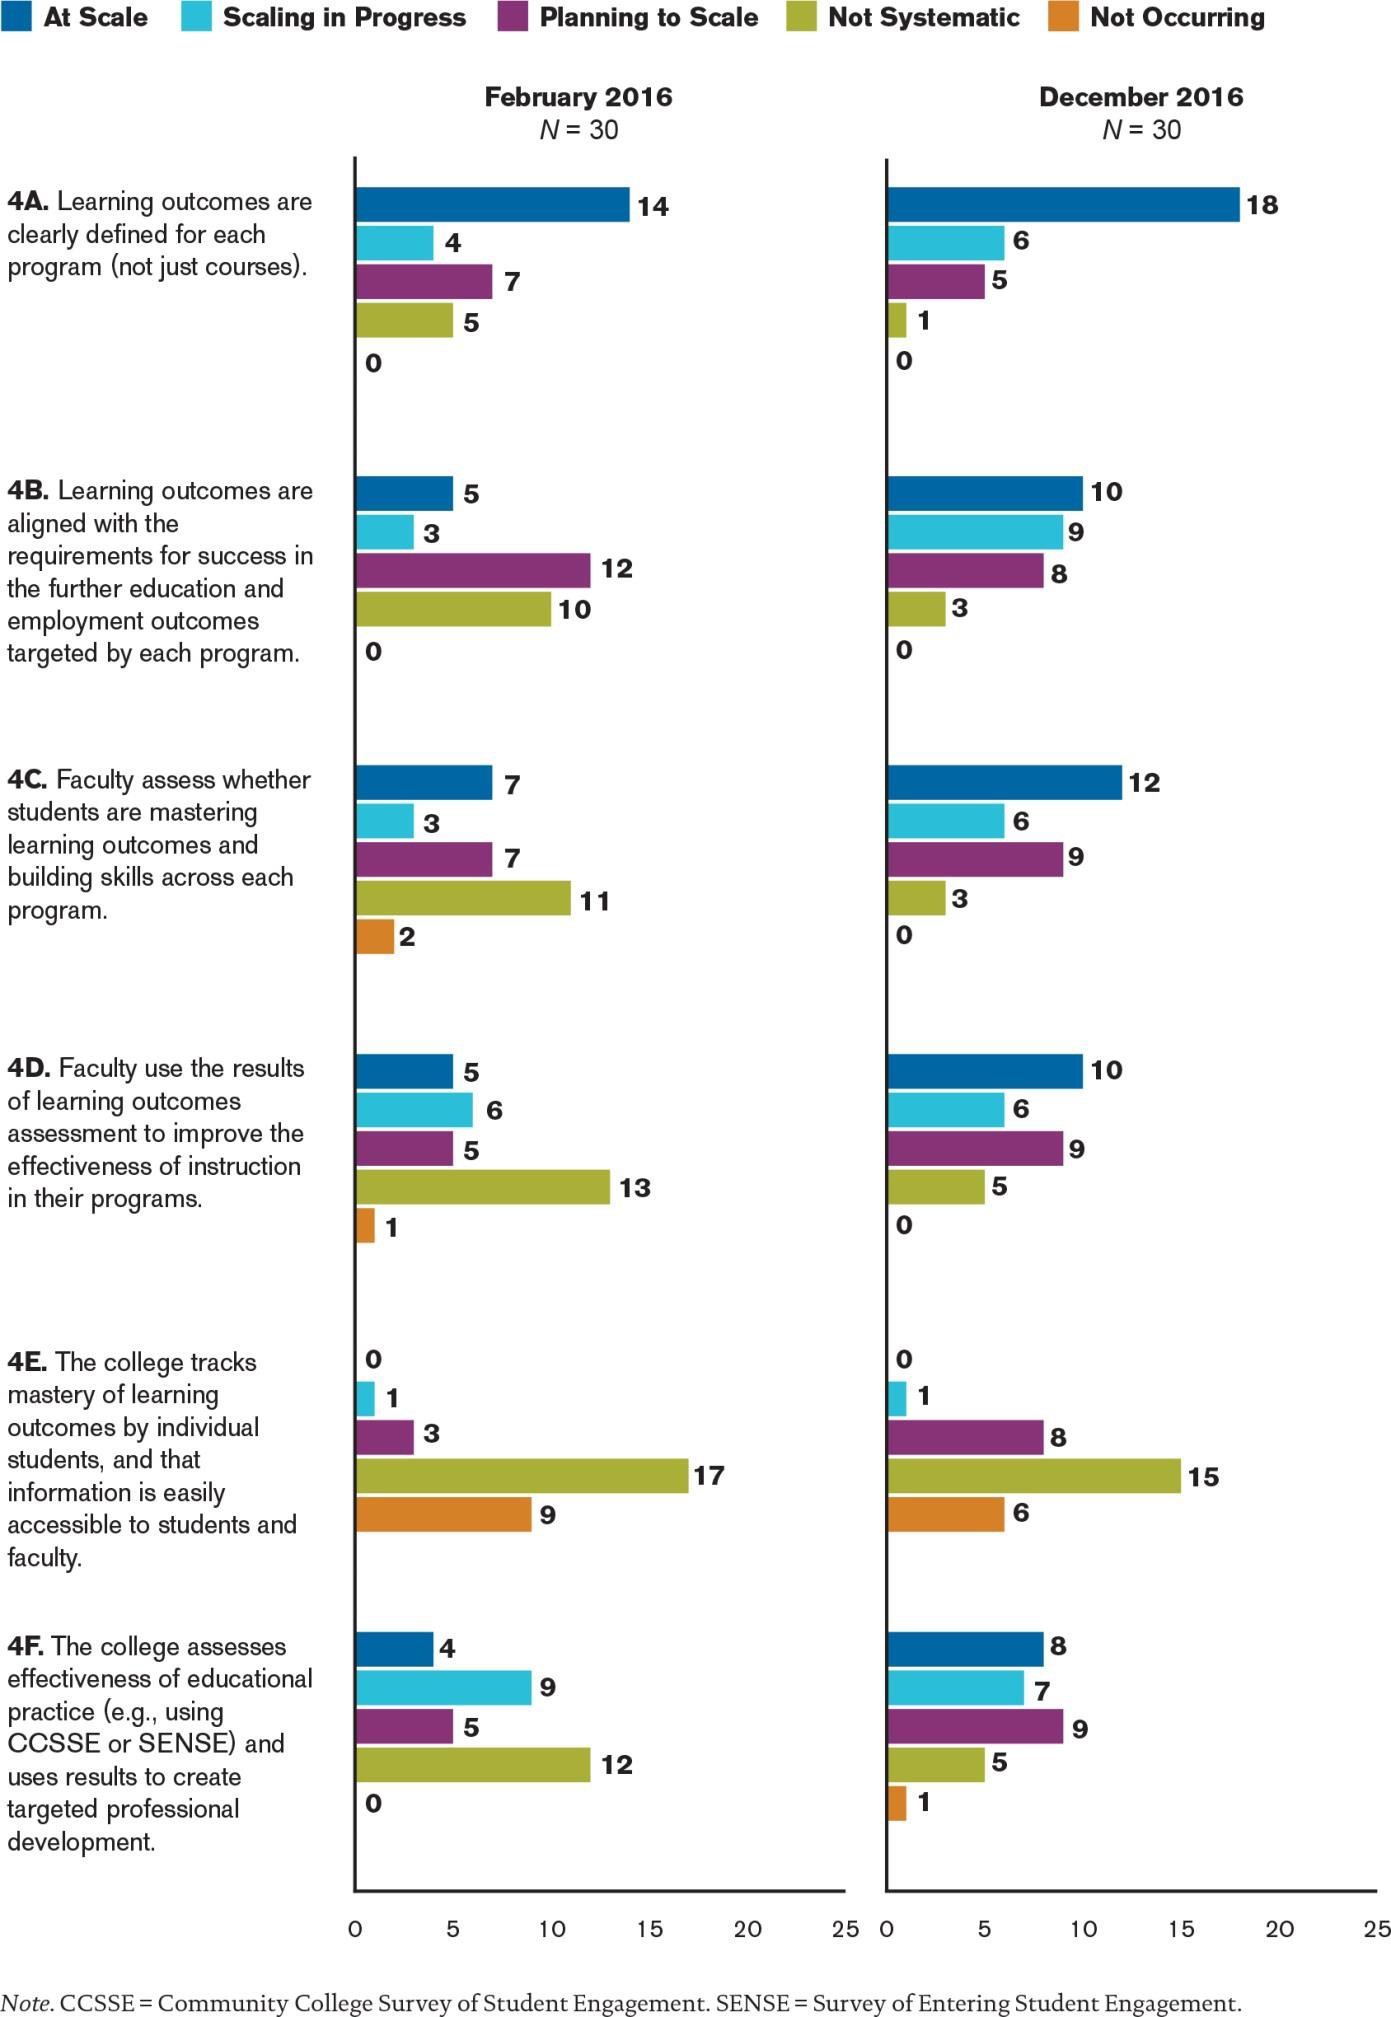 At Scale Scaling in Progress Planning to Scale Not Systematic Not Occurring
February 2016
N = 30
December 2016
N = 30
4A. Learning outcomes are
clearly defined for each
program (not just courses).
14
4
7
5
0
18
6
5
1
0
4B. Learning outcomes are
aligned with the
requirements for success in
the further education and
employment outcomes
targeted by each program.
5
3
12
10
0
10
9
8
3
0
4C. Faculty assess whether
students are mastering
learning outcomes and
building skills across each
program.
7
3
7
11
2
12
6
9
3
0
4D. Faculty use the results
of learning outcomes
assessment to improve the
effectiveness of instruction
in their programs.
5
6
5
13
1
10
6
9
5
0
4E. The college tracks
mastery of learning
outcomes by individual
students, and that
information is easily
accessible to students and
faculty.
0
1
3
17
9
0
1
8
15
6
4F. The college assesses
effectiveness of educational
practice (e.g., using
CCSSE or SENSE) and
uses results to create
targeted professional
development.
4
9
5
12
0
8
7
9
5
1
0 5 10 15 20 25
0 5 10 15 20 25
Note. CCSSE = Community College Survey of Student Engagement. SENSE = Survey of Entering Student Engagement.